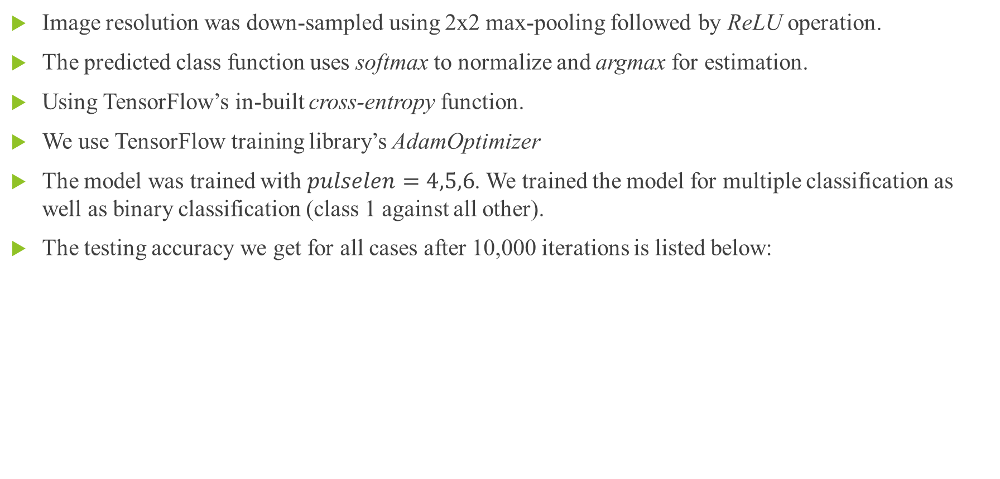 Image resolution was down-sampled using 2x2 max-pooling followed by ReLU operation.
The predicted class function uses softmax to normalize and argmax for estimation.
Using TensorFlow’s in-built cross-entropy function.
We use TensorFlow training library’s AdamOptimizer
The model was trained with pulselen = 4,5,6. We trained the model for multiple classification as
well as binary classification (class 1 against all other).
The testing accuracy we get for all cases after 10,000 iterations is listed below: